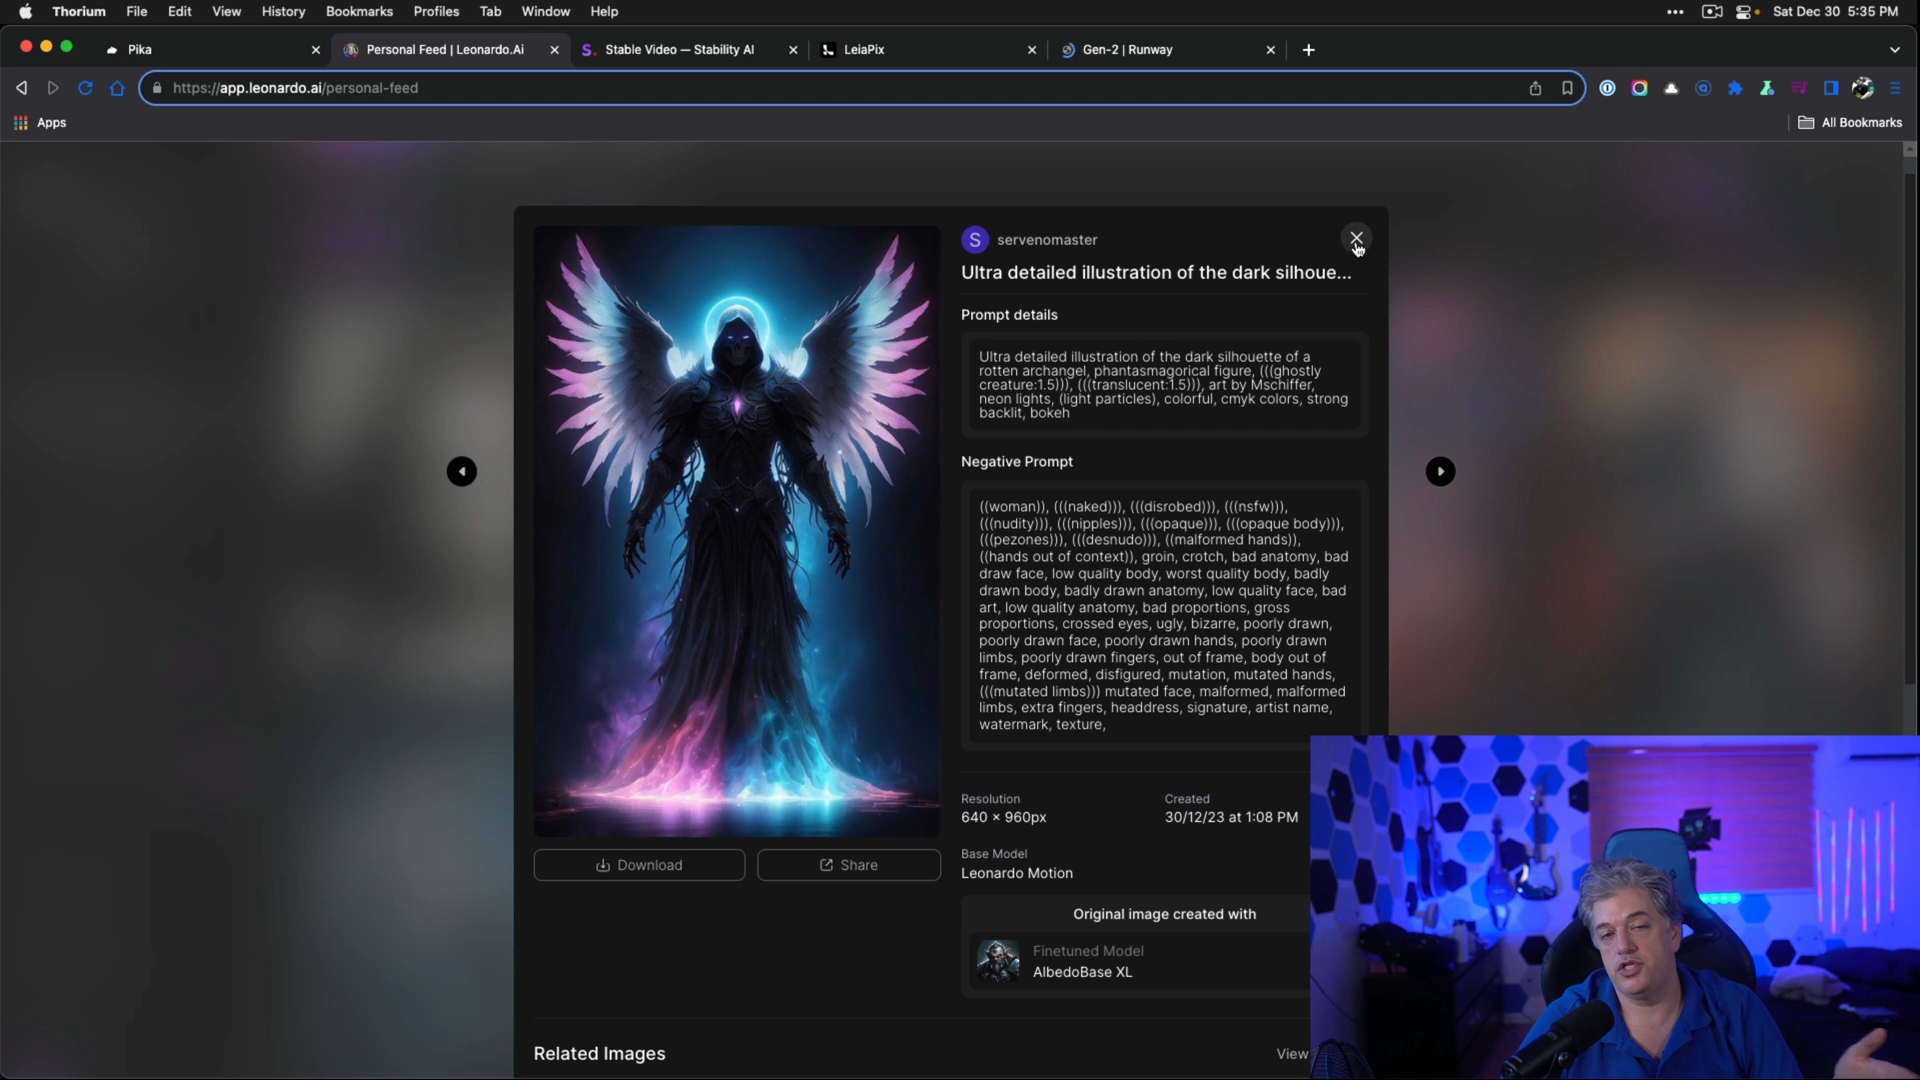 Thorium File Edit View History Bookmarks Profiles Tab Window Help
Sat Dec 30 5:35 PM
Pika
Personal Feed | Leonardo.Ai
S. Stable Video — Stability AI
LeiaPix
Gen-2 | Runway
https://app.leonardo.ai/personal-feed
Apps
All Bookmarks
S servenomaster
Ultra detailed illustration of the dark silhoue...
Prompt details
Ultra detailed illustration of the dark silhouette of a
rotten archangel, phantasmagorical figure, (((ghostly
creature:1.5))), (((translucent:1.5))), art by Mschiffer,
neon lights, (light particles), colorful, cmyk colors, strong
backlit, bokeh
Negative Prompt
((woman)), (((naked))), (((disrobed))), (((nsfw))),
(((nudity))), (((nipples))), (((opaque))), (((opaque body))),
(((pezones))), (((desnudo))), ((malformed hands)),
((hands out of context)), groin, crotch, bad anatomy, bad
draw face, low quality body, worst quality body, badly
drawn body, badly drawn anatomy, low quality face, bad
art, low quality anatomy, bad proportions, gross
proportions, crossed eyes, ugly, bizarre, poorly drawn,
poorly drawn face, poorly drawn hands, poorly drawn
limbs, poorly drawn fingers, out of frame, body out of
frame, deformed, disfigured, mutation, mutated hands,
(((mutated limbs))) mutated face, malformed, malformed
limbs, extra fingers, headdress, signature, artist name,
watermark, texture,
Resolution
640 × 960px
Created
30/12/23 at 1:08 PM
Base Model
Leonardo Motion
Download
Share
Original image created with
Finetuned Model
AlbedoBase XL
Related Images
View